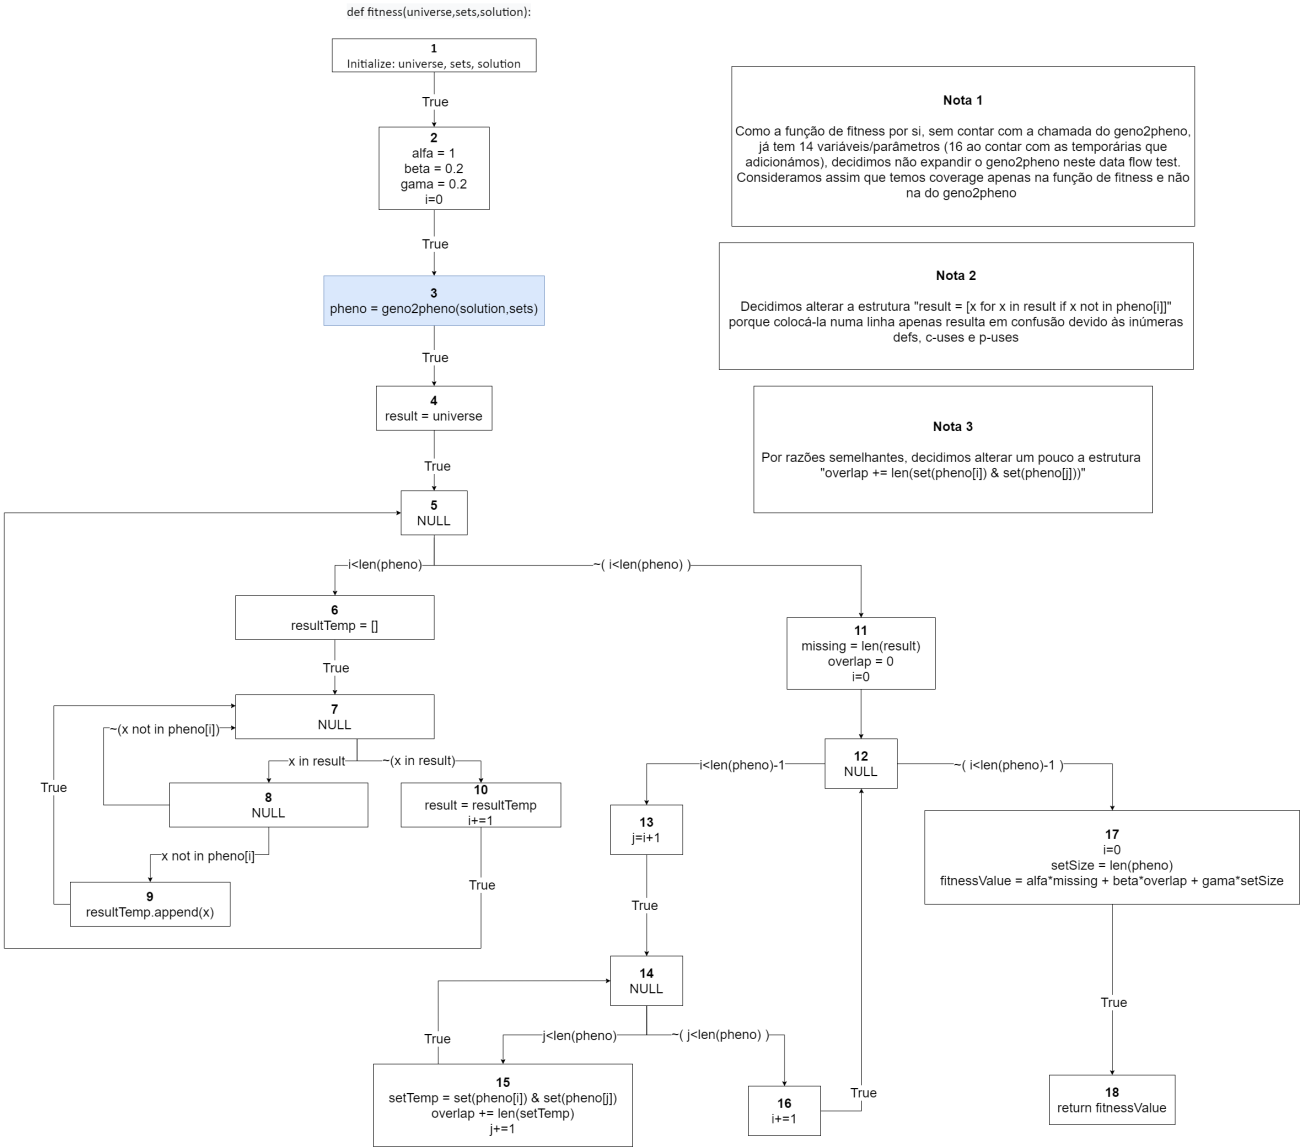 def fitness(universe,sets,solution):
1
Initialize: universe, sets, solution
True
2
alfa = 1
beta = 0.2
gama = 0.2
i=0
True
3
pheno = geno2pheno(solution,sets)
True
4
result = universe
True
5
NULL
i<len(pheno)
~( i<len(pheno) )
6
resultTemp = []
True
7
NULL
~(x not in pheno[i])
x in result
~(x in result)
True
8
NULL
10
result = resultTemp
i+=1
x not in pheno[i]
True
9
resultTemp.append(x)
11
missing = len(result)
overlap = 0
i=0
12
NULL
i<len(pheno)-1
~( i<len(pheno)-1 )
13
j=i+1
True
14
NULL
True
j<len(pheno)
~( j<len(pheno) )
15
setTemp = set(pheno[i]) & set(pheno[j])
overlap += len(setTemp)
j+=1
16
i+=1
True
17
i=0
setSize = len(pheno)
fitnessValue = alfa*missing + beta*overlap + gama*setSize
True
18
return fitnessValue
Nota 1
Como a função de fitness por si, sem contar com a chamada do geno2pheno,
já tem 14 variáveis/parâmetros (16 ao contar com as temporárias que
adicionámos), decidimos não expandir o geno2pheno neste data flow test.
Consideramos assim que temos coverage apenas na função de fitness e não
na do geno2pheno
Nota 2
Decidimos alterar a estrutura "result = [x for x in result if x not in pheno[i]]"
porque colocá-la numa linha apenas resulta em confusão devido às inúmeras
defs, c-uses e p-uses
Nota 3
Por razões semelhantes, decidimos alterar um pouco a estrutura
"overlap += len(set(pheno[i]) & set(pheno[j]))"